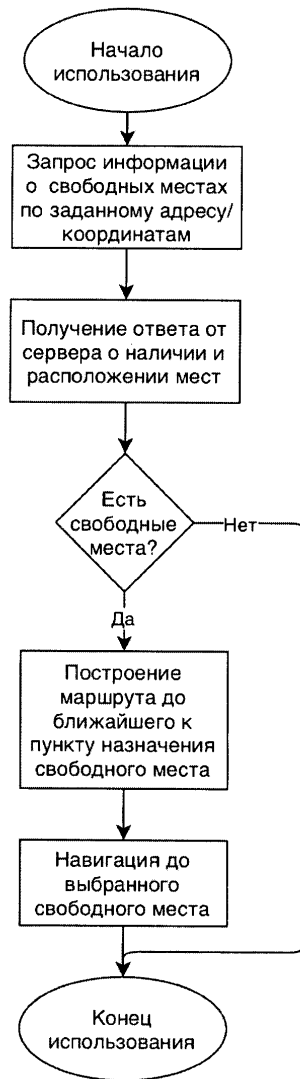 Начало
использования
Запрос информации
о свободных местах
по заданному адресу/
координатам
Получение ответа от
сервера о наличии и
расположении мест
Есть
свободные
места?
Нет
Да
Построение
маршрута до
ближайшего к
пункту назначения
свободного места
Навигация до
выбранного
свободного места
Конец
использования